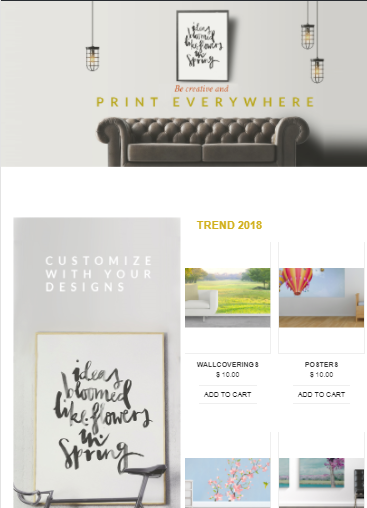 ideas
bloomed
like flowers
in
Spring
Be creative and
PRINT EVERYWHERE
TREND 2018
CUSTOMIZE
WITH YOUR
DESIGNS
ideas
bloomed
like flowers
in
Spring
WALLCOVERINGS
$ 10.00
ADD TO CART
POSTERS
$ 10.00
ADD TO CART